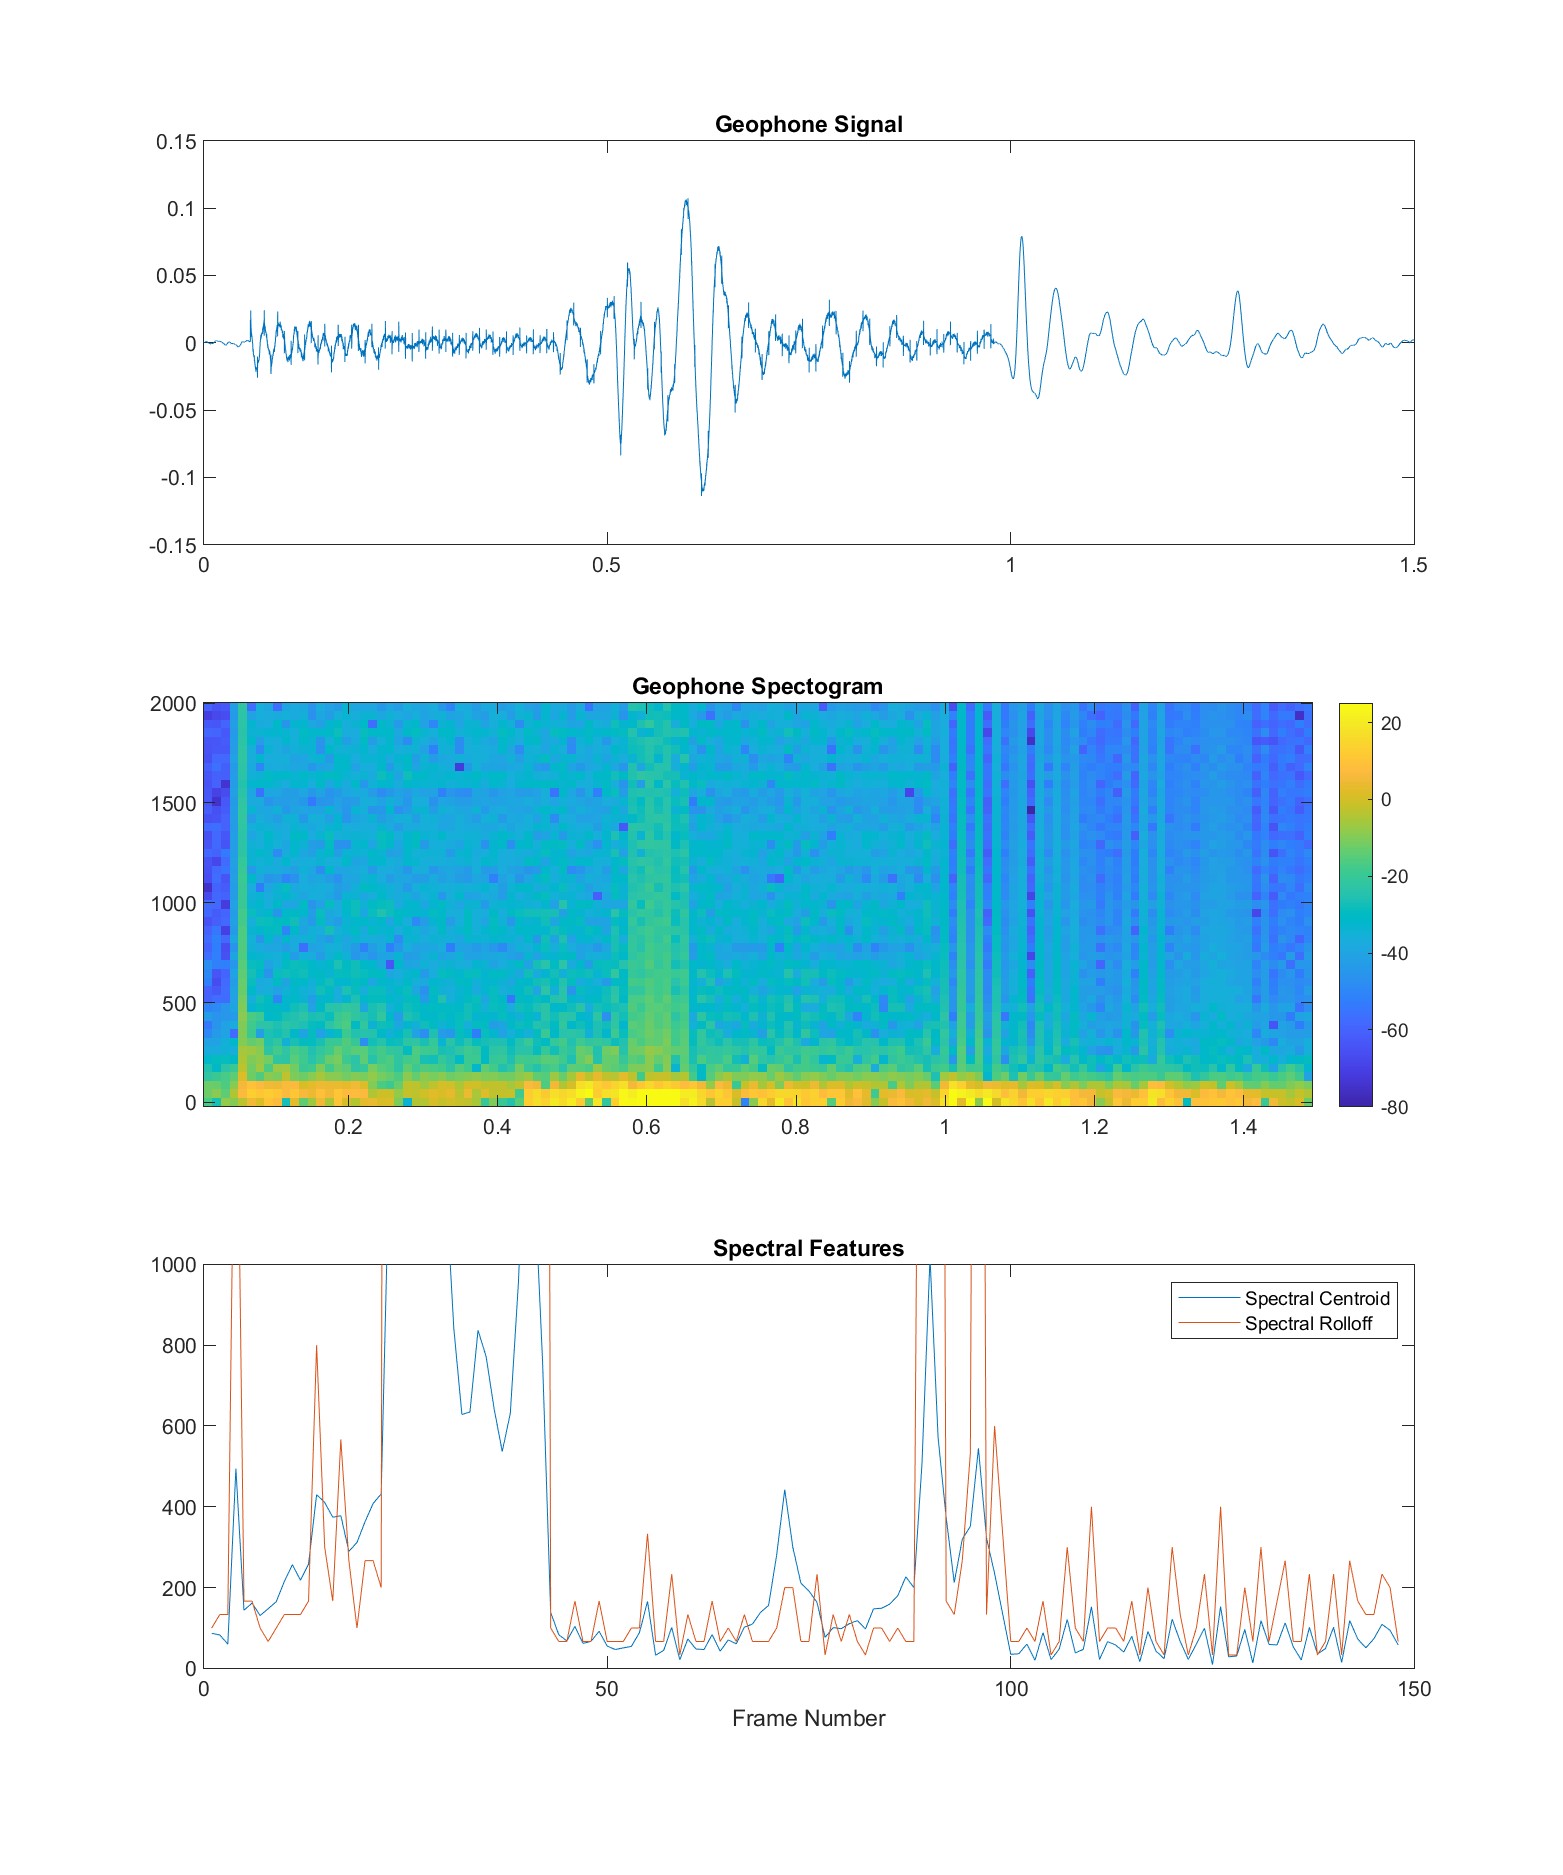 Geophone Signal
0.15
0.1
0.05
0
-0.05
-0.1
-0.15
0 0.5 1 1.5
Geophone Spectogram
2000
1500
1000
500
0
0.2 0.4 0.6 0.8 1 1.2 1.4
20
0
-20
-40
-60
-80
Spectral Features
1000
800
600
400
200
0
Spectral Centroid
Spectral Rolloff
0 50 100 150
Frame Number